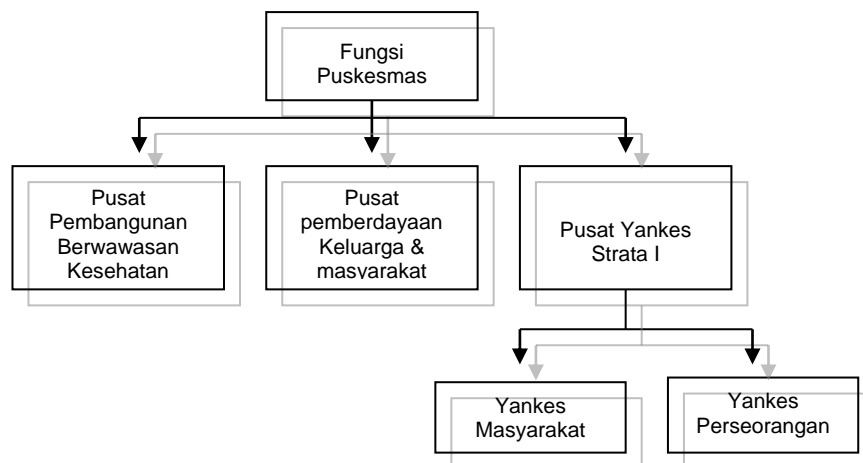 Fungsi
Puskesmas
Pusat
Pembangunan
Berwawasan
Kesehatan
Pusat
pemberdayaan
Keluarga &
masyarakat
Pusat Yankes
Strata I
Yankes
Masyarakat
Yankes
Perseorangan